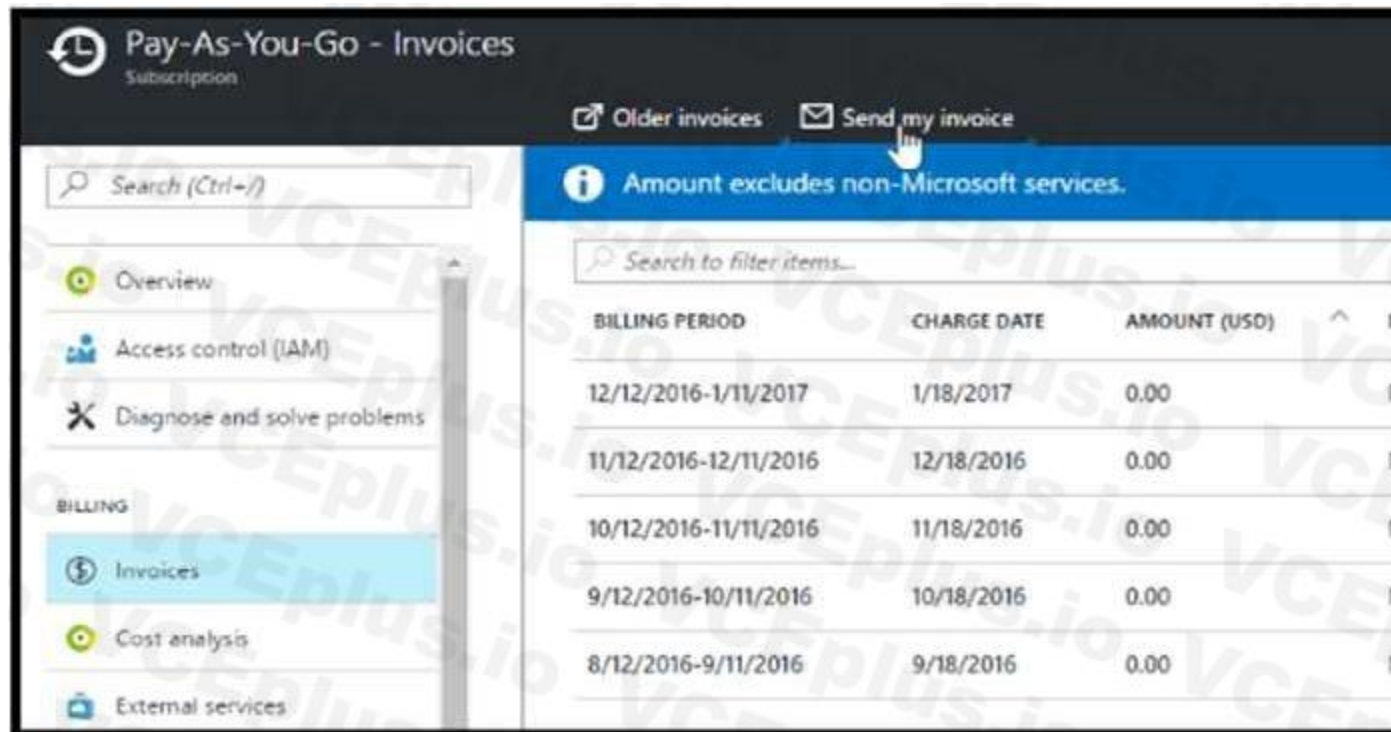 Pay-As-You-Go - Invoices
Subscription
Older invoices Send my invoice
Search (Ctrl+/)
Amount excludes non-Microsoft services.
Overview
Access control (IAM)
Diagnose and solve problems
BILLING
Invoices
Cost analysis
External services
Search to filter items...
BILLING PERIOD CHARGE DATE AMOUNT (USD)
12/12/2016-1/11/2017 1/18/2017 0.00
11/12/2016-12/11/2016 12/18/2016 0.00
10/12/2016-11/11/2016 11/18/2016 0.00
9/12/2016-10/11/2016 10/18/2016 0.00
8/12/2016-9/11/2016 9/18/2016 0.00
VCEplus.io